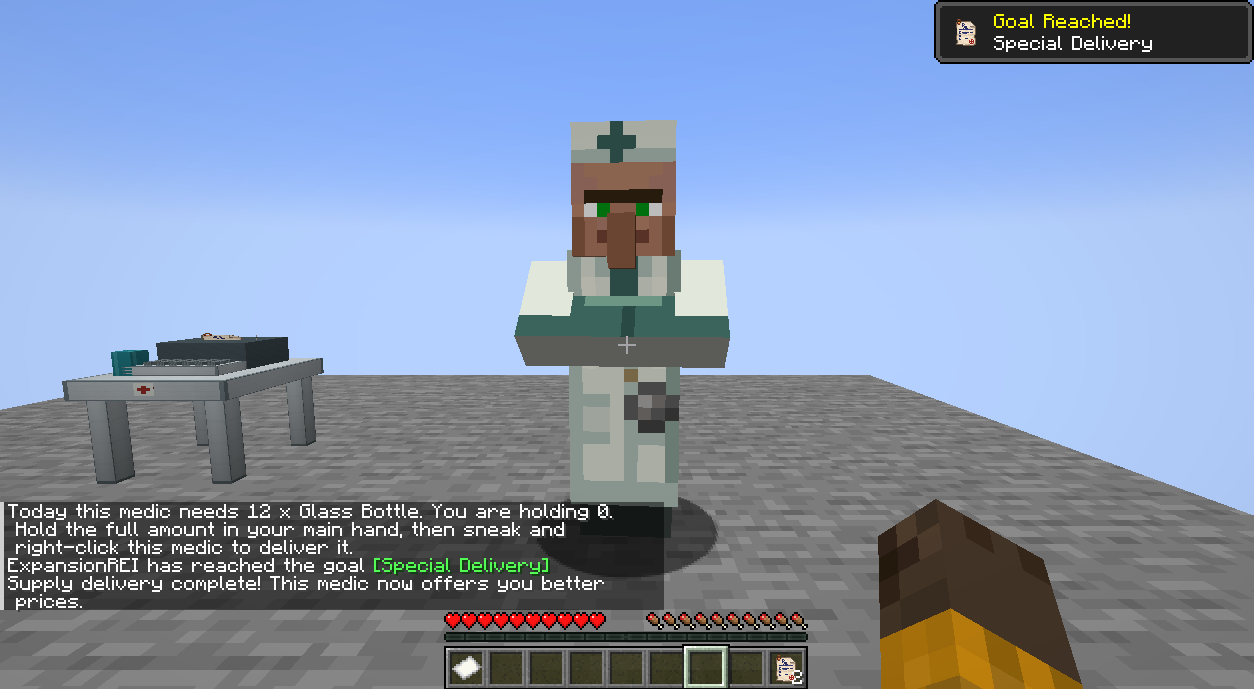 Goal Reached!
Special Delivery
Today this medic needs 12 x Glass Bottle. You are holding 0.
Hold the full amount in your main hand, then sneak and
right-click this medic to deliver it.
ExpansionREI has reached the goal [Special Delivery]
Supply delivery complete! This medic now offers you better
prices.
2